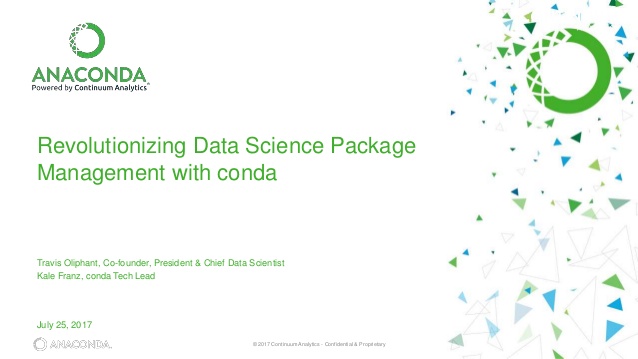 ANACONDA
Powered by Continuum Analytics
Revolutionizing Data Science Package
Management with conda
Travis Oliphant, Co-founder, President & Chief Data Scientist
Kale Franz, conda Tech Lead
July 25, 2017
ANACONDA.
© 2017 Continuum Analytics - Confidential & Proprietary